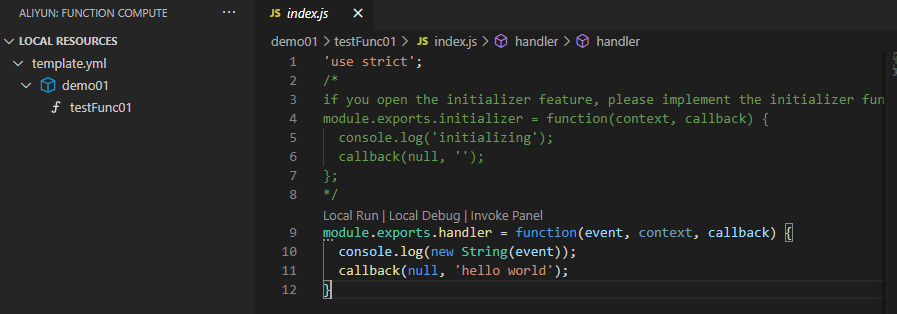 ALIYUN: FUNCTION COMPUTE ···
LOCAL RESOURCES
template.yml
demo01
testFunc01
JS index.js
demo01 > testFunc01 > JS index.js > handler > handler
1 'use strict';
2 /*
3 if you open the initializer feature, please implement the initializer fun
4 module.exports.initializer = function(context, callback) {
5   console.log('initializing');
6   callback(null, '');
7 };
8 */
Local Run | Local Debug | Invoke Panel
9 module.exports.handler = function(event, context, callback) {
10   console.log(new String(event));
11   callback(null, 'hello world');
12 }